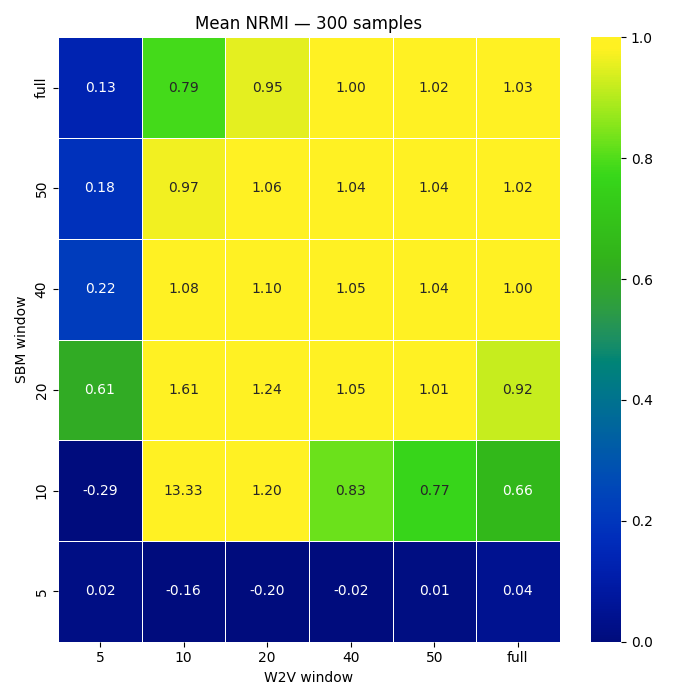 Mean NRMI — 300 samples
full 0.13 0.79 0.95 1.00 1.02 1.03
50 0.18 0.97 1.06 1.04 1.04 1.02
40 0.22 1.08 1.10 1.05 1.04 1.00
20 0.61 1.61 1.24 1.05 1.01 0.92
10 -0.29 13.33 1.20 0.83 0.77 0.66
5 0.02 -0.16 -0.20 -0.02 0.01 0.04
5 10 20 40 50 full
W2V window
SBM window
1.0
0.8
0.6
0.4
0.2
0.0